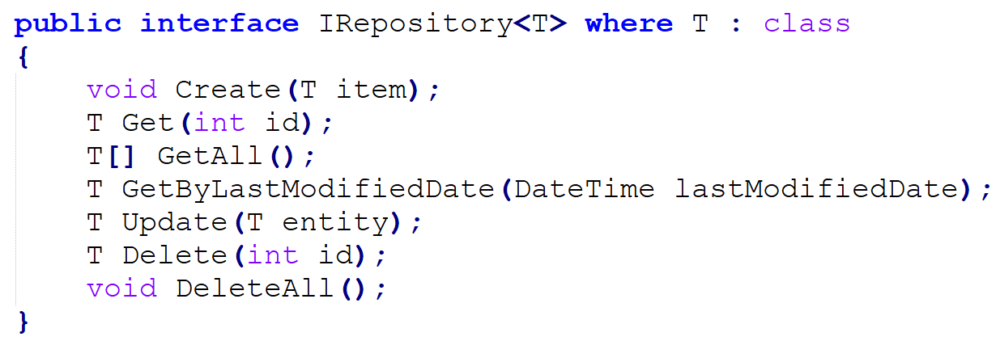 public interface IRepository<T> where T : class
{
    void Create(T item);
    T Get(int id);
    T[] GetAll();
    T GetByLastModifiedDate(DateTime lastModifiedDate);
    T Update(T entity);
    T Delete(int id);
    void DeleteAll();
}